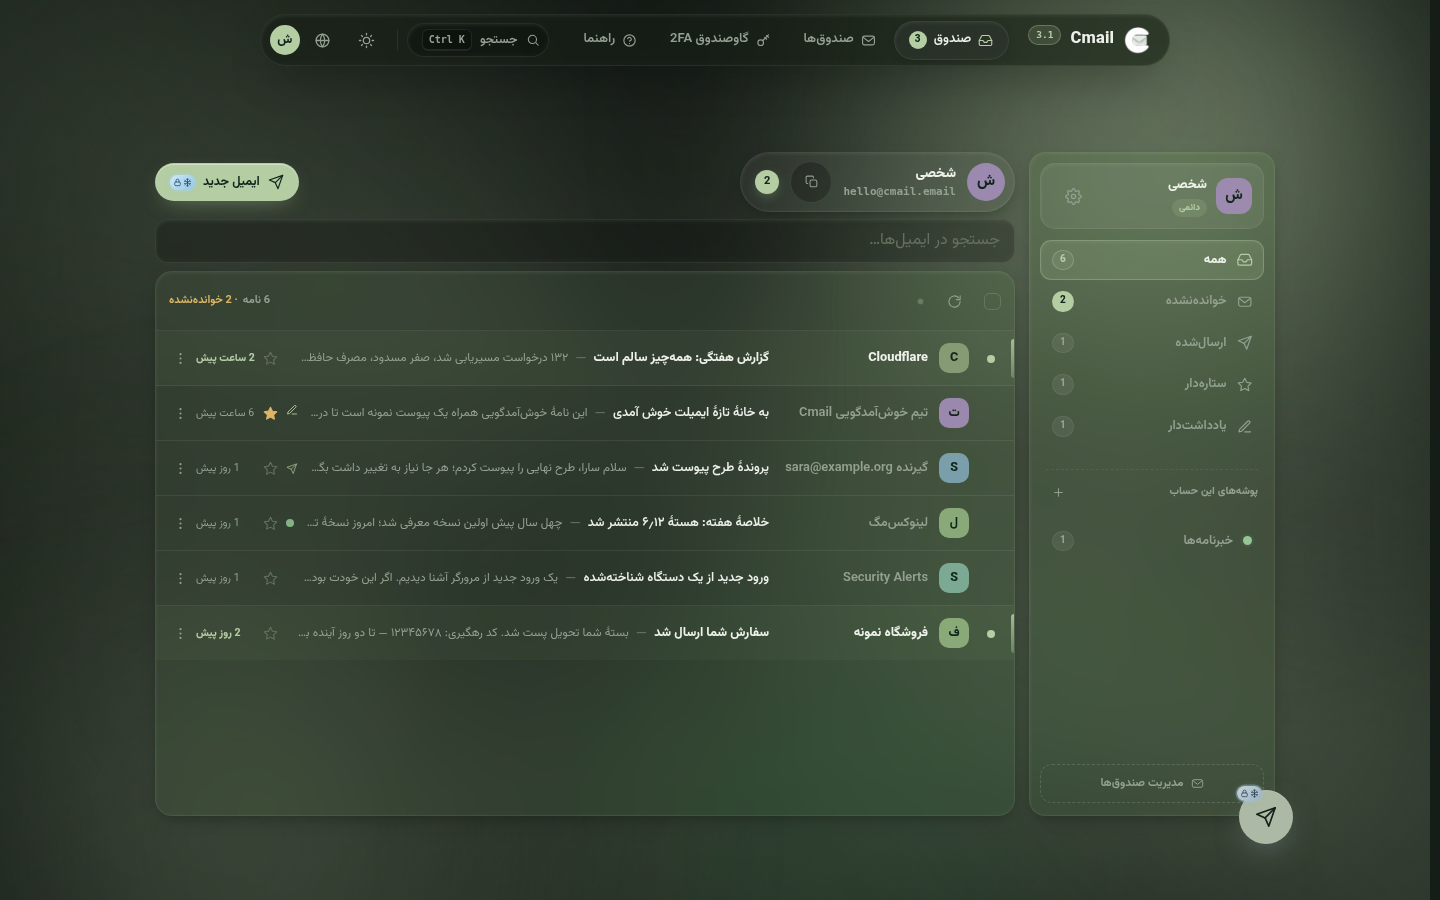 Cmail 3.1
صندوق 3
صندوق‌ها
گاوصندوق 2FA
راهنما
جستجو Ctrl K
ش
ش
شخصی
دائمی
همه 6
خوانده‌نشده 2
ارسال‌شده 1
ستاره‌دار 1
یادداشت‌دار 1
پوشه‌های این حساب
خبرنامه‌ها 1
مدیریت صندوق‌ها
ش
شخصی
hello@cmail.email
2
ایمیل جدید
جستجو در ایمیل‌ها…
6 نامه · 2 خوانده‌نشده
C Cloudflare گزارش هفتگی: همه‌چیز سالم است — ۱۳۲ درخواست مسیریابی شد، صفر مسدود، مصرف حافظ… 2 ساعت پیش
ت تیم خوش‌آمدگویی Cmail به خانهٔ تازهٔ ایمیلت خوش آمدی — این نامهٔ خوش‌آمدگویی همراه یک پیوست نمونه است تا در… 6 ساعت پیش
S گیرنده sara@example.org پروندهٔ طرح پیوست شد — سلام سارا، طرح نهایی را پیوست کردم؛ هر جا نیاز به تغییر داشت بگ… 1 روز پیش
ل لینوکس‌مگ خلاصهٔ هفته: هستهٔ ۶٫۱۲ منتشر شد — چهل سال پیش اولین نسخه معرفی شد؛ امروز نسخهٔ ت… 1 روز پیش
S Security Alerts ورود جدید از یک دستگاه شناخته‌شده — یک ورود جدید از مرورگر آشنا دیدیم. اگر این خودت بود… 1 روز پیش
ف فروشگاه نمونه سفارش شما ارسال شد — بستهٔ شما تحویل پست شد. کد رهگیری: ۱۲۳۴۵۶۷۸ — تا دو روز آینده ب… 2 روز پیش